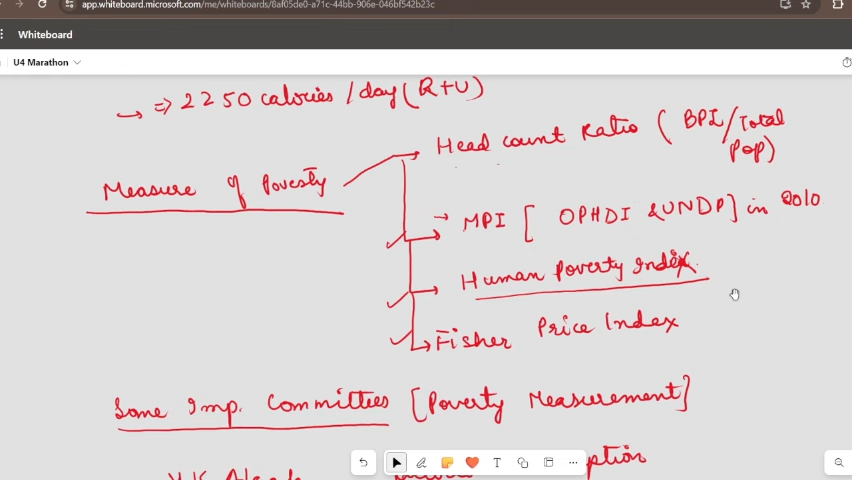 app.whiteboard.microsoft.com/me/whiteboards/8af05de0-a71c-44bb-906e-046bf542b23c
Whiteboard
U4 Marathon
→ ⇒ 2250 calories / day (R+U)
Measure of Poverty
→ Head count Ratio (BPL/Total Pop)
→ MPI [OPHDI & UNDP] in 2010
→ Human Poverty Index
→ Fisher Price Index
Some Imp. Committees [Poverty Measurement]